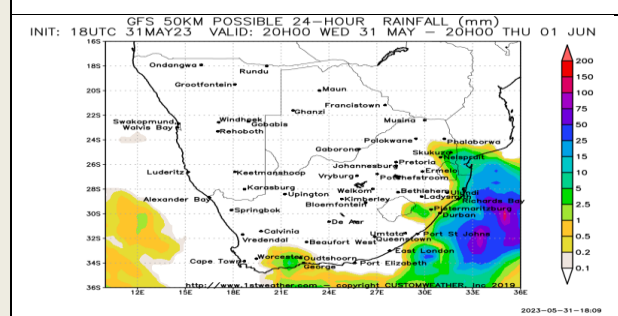 GFS 50KM POSSIBLE 24-HOUR RAINFALL (mm)
INIT: 18UTC 31MAY23 VALID: 20H00 WED 31 MAY – 20H00 THU 01 JUN
16S
18S
20S
22S
24S
26S
28S
30S
32S
34S
36S
Ondangwa
Rundu
Grootfontein
Maun
Francistown
Ghanzi
Swakopmund
Windhoek
Gobabis
Musina
Walvis Bay
Rehoboth
Polokwane
Phalaborwa
Gaborone
Skukuza
Nelspruit
Johannesburg
Pretoria
Luderitz
Keetmanshoop
Vryburg
Potchefstroom
Ermelo
Karasburg
Upington
Welkom
Bethlehem
Ulundi
Alexander Bay
Kimberley
Ladysmith
Richards Bay
Springbok
Bloemfontein
Pietermaritzburg
Durban
De Aar
Calvinia
Umtata
Port St Johns
Vredendal
Beaufort West
Queenstown
East London
Cape Town
Worcester
Oudtshoorn
George
Port Elizabeth
http://www.1stweather.com – copyright CUSTOMWEATHER, Inc 2019
12E 15E 18E 21E 24E 27E 30E 33E 36E
200
150
100
75
50
25
15
10
5
2.5
1
0.5
0.2
0.1
2023-05-31-18:09